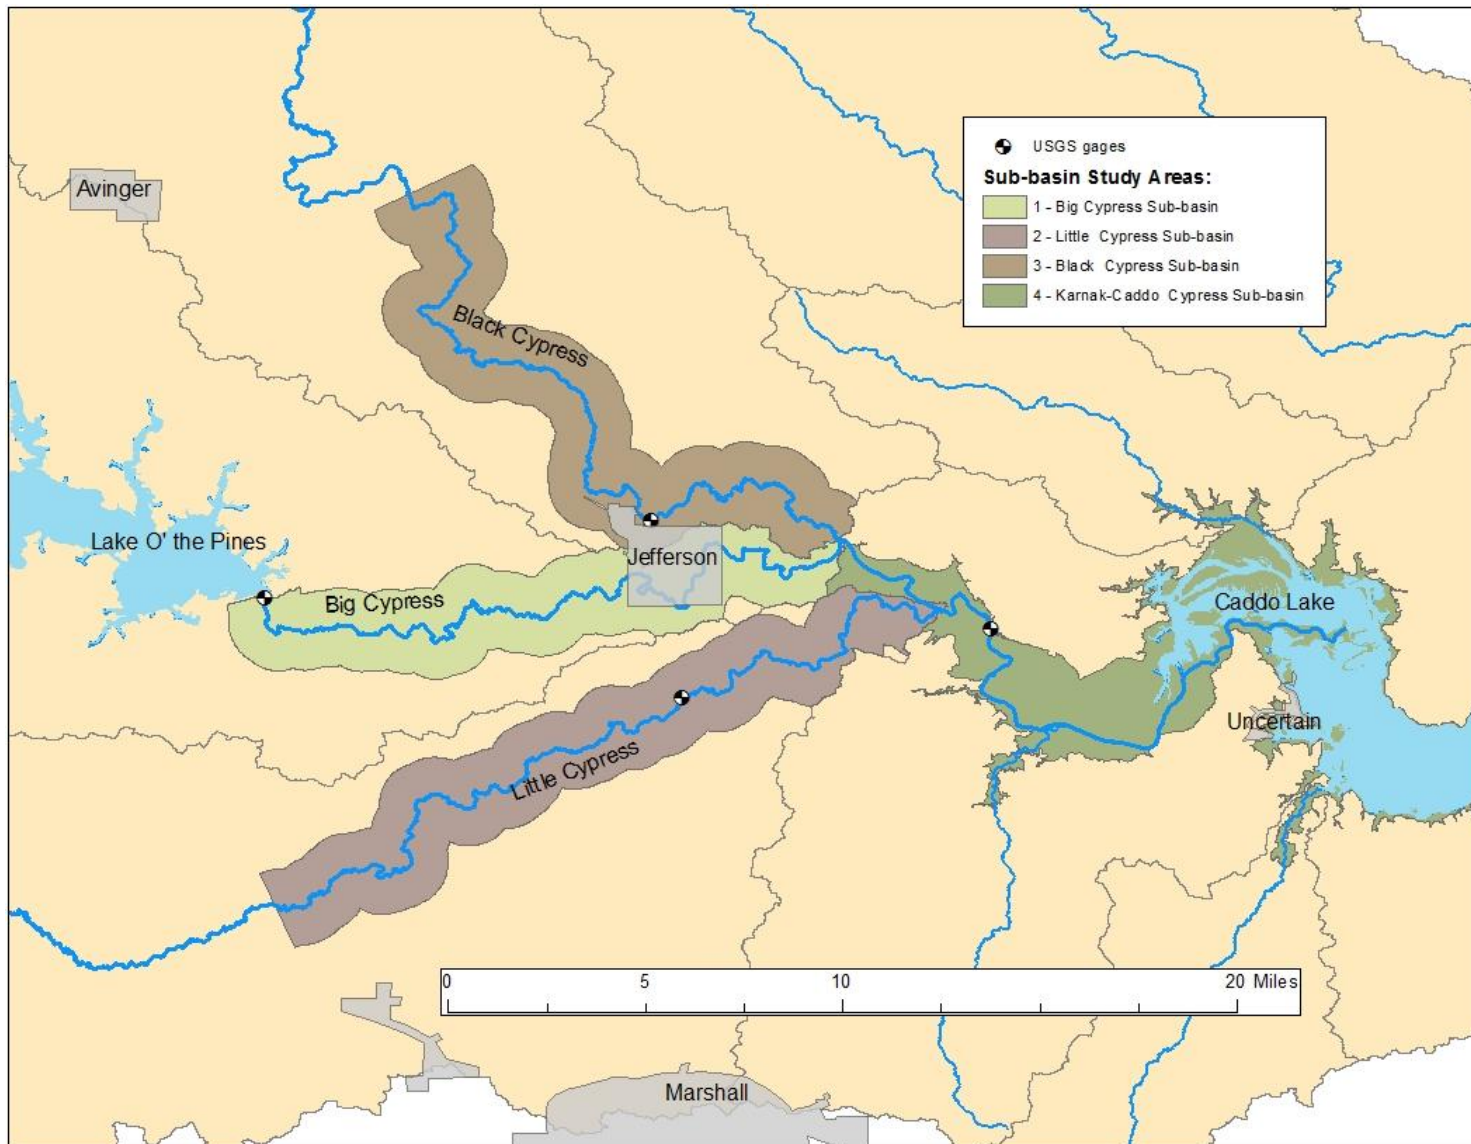 USGS gages
Sub-basin Study Areas:
1 - Big Cypress Sub-basin
2 - Little Cypress Sub-basin
3 - Black Cypress Sub-basin
4 - Karnak-Caddo Cypress Sub-basin
Avinger
Black Cypress
Lake O' the Pines
Jefferson
Big Cypress
Caddo Lake
Uncertain
Little Cypress
0 5 10 20 Miles
Marshall